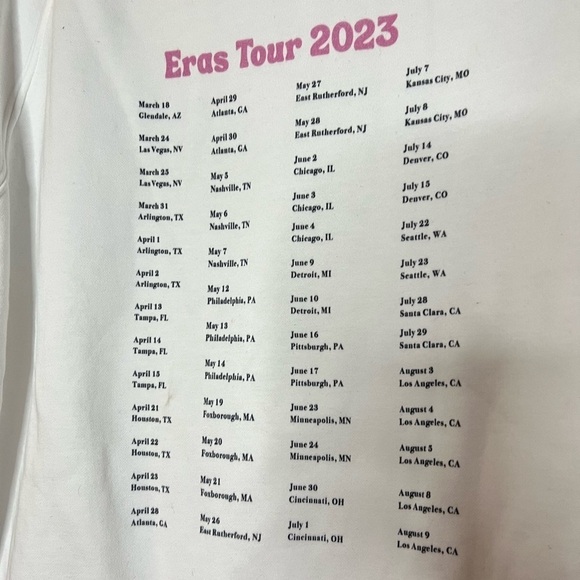 Eras Tour 2023
March 18
Glendale, AZ
March 24
Las Vegas, NV
March 25
Las Vegas, NV
March 31
Arlington, TX
April 1
Arlington, TX
April 2
Arlington, TX
April 13
Tampa, FL
April 14
Tampa, FL
April 15
Tampa, FL
April 21
Houston, TX
April 22
Houston, TX
April 23
Houston, TX
April 28
Atlanta, GA
April 29
Atlanta, GA
April 30
Atlanta, GA
May 5
Nashville, TN
May 6
Nashville, TN
May 7
Nashville, TN
May 12
Philadelphia, PA
May 13
Philadelphia, PA
May 14
Philadelphia, PA
May 19
Foxborough, MA
May 20
Foxborough, MA
May 21
Foxborough, MA
May 26
East Rutherford, NJ
May 27
East Rutherford, NJ
May 28
East Rutherford, NJ
June 2
Chicago, IL
June 3
Chicago, IL
June 4
Chicago, IL
June 9
Detroit, MI
June 10
Detroit, MI
June 16
Pittsburgh, PA
June 17
Pittsburgh, PA
June 23
Minneapolis, MN
June 24
Minneapolis, MN
June 30
Cincinnati, OH
July 1
Cincinnati, OH
July 7
Kansas City, MO
July 8
Kansas City, MO
July 14
Denver, CO
July 15
Denver, CO
July 22
Seattle, WA
July 23
Seattle, WA
July 28
Santa Clara, CA
July 29
Santa Clara, CA
August 3
Los Angeles, CA
August 4
Los Angeles, CA
August 5
Los Angeles, CA
August 8
Los Angeles, CA
August 9
Los Angeles, CA